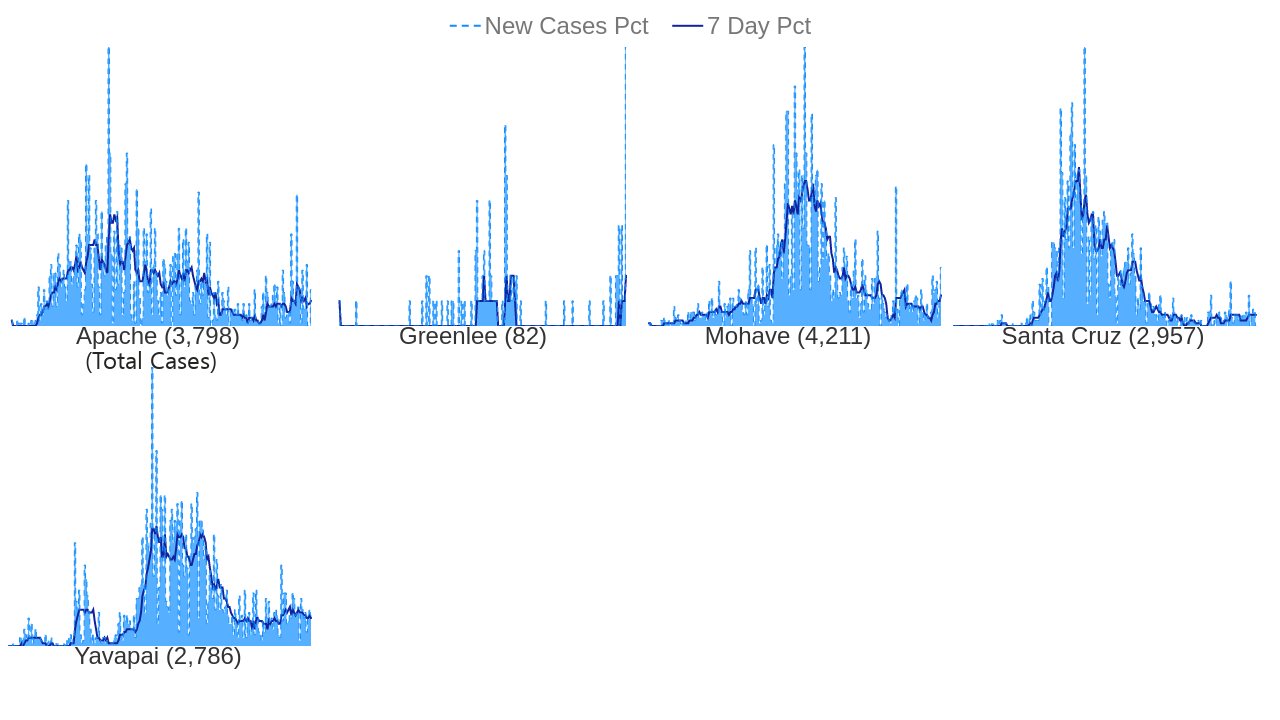 New Cases Pct 7 Day Pct
Apache (3,798) Greenlee (82) Mohave (4,211) Santa Cruz (2,957)
(Total Cases)
Yavapai (2,786)